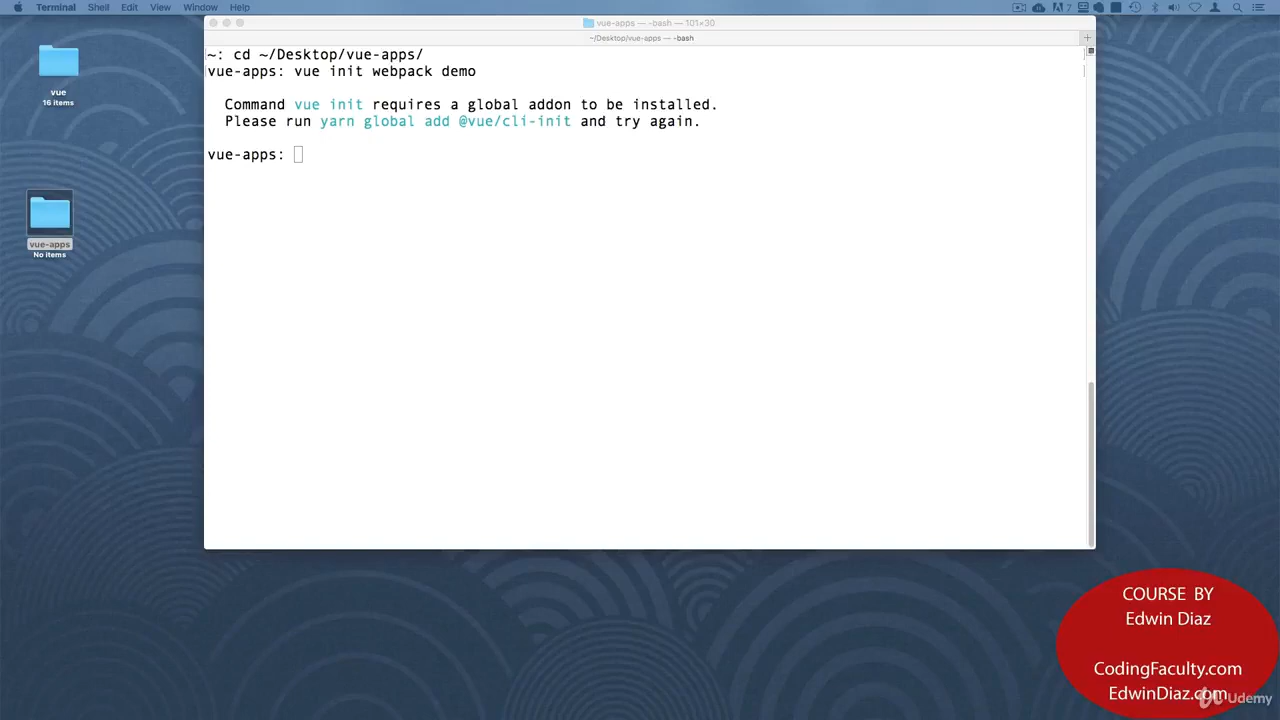 Terminal Shell Edit View Window Help
7
vue-apps — -bash — 101×30
~/Desktop/vue-apps — -bash
+
~: cd ~/Desktop/vue-apps/
vue-apps: vue init webpack demo
Command vue init requires a global addon to be installed.
Please run yarn global add @vue/cli-init and try again.
vue-apps:
vue
16 items
vue-apps
No items
COURSE BY
Edwin Diaz
CodingFaculty.com
EdwinDiaz.com
Udemy